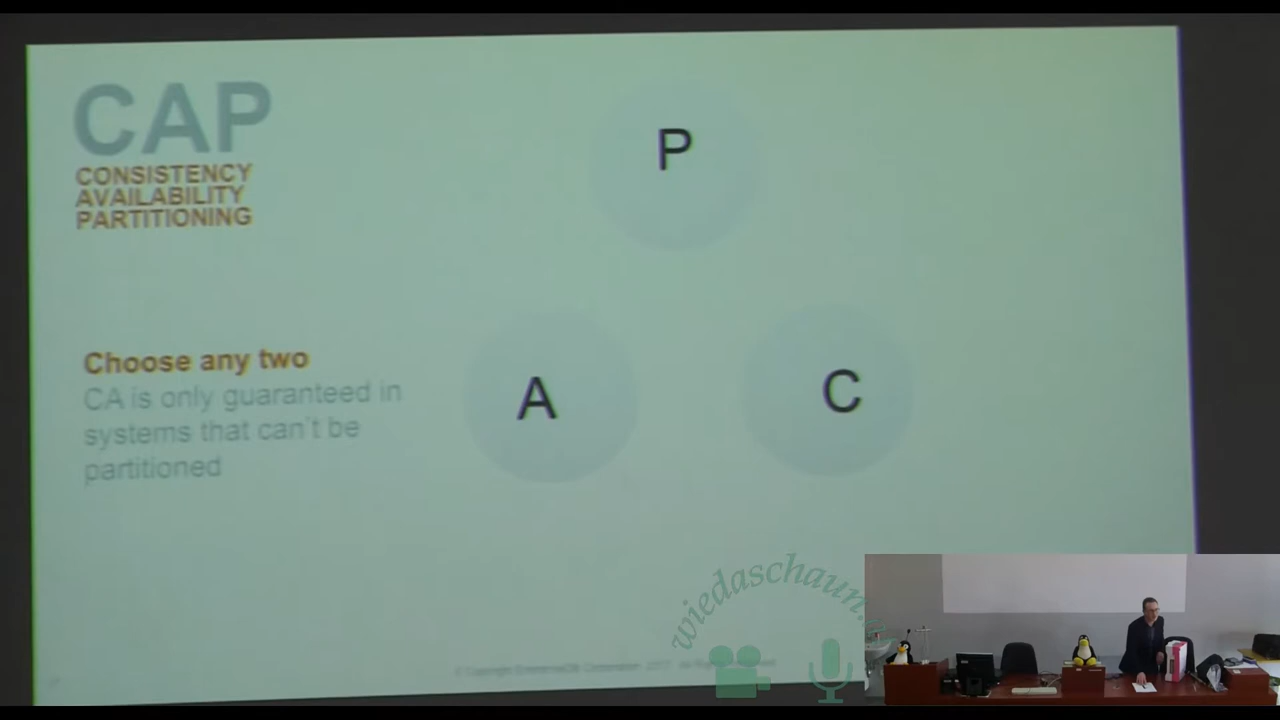 CAP
CONSISTENCY
AVAILABILITY
PARTITIONING
P
Choose any two
CA is only guaranteed in
systems that can't be
partitioned
A
C
wiedaschaun.